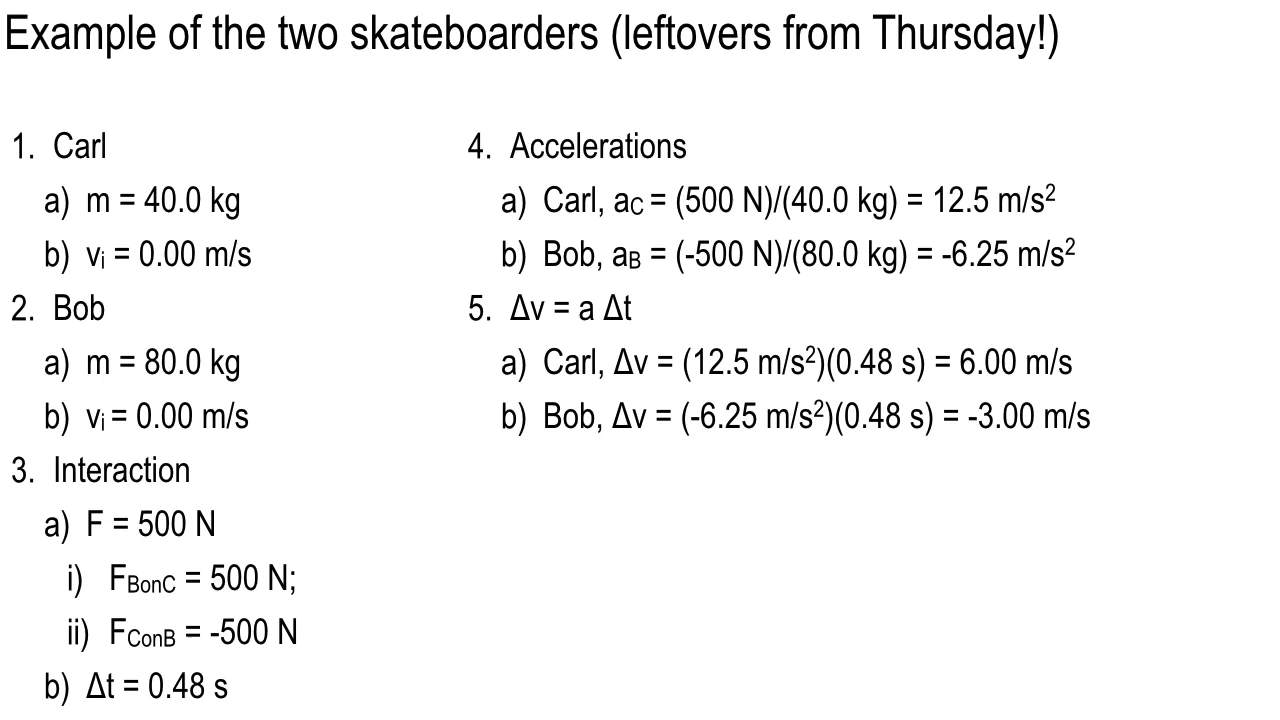 Example of the two skateboarders (leftovers from Thursday!)
1. Carl
a) m = 40.0 kg
b) vᵢ = 0.00 m/s
2. Bob
a) m = 80.0 kg
b) vᵢ = 0.00 m/s
3. Interaction
a) F = 500 N
i) FBonC = 500 N;
ii) FConB = -500 N
b) Δt = 0.48 s
4. Accelerations
a) Carl, aC = (500 N)/(40.0 kg) = 12.5 m/s²
b) Bob, aB = (-500 N)/(80.0 kg) = -6.25 m/s²
5. Δv = a Δt
a) Carl, Δv = (12.5 m/s²)(0.48 s) = 6.00 m/s
b) Bob, Δv = (-6.25 m/s²)(0.48 s) = -3.00 m/s